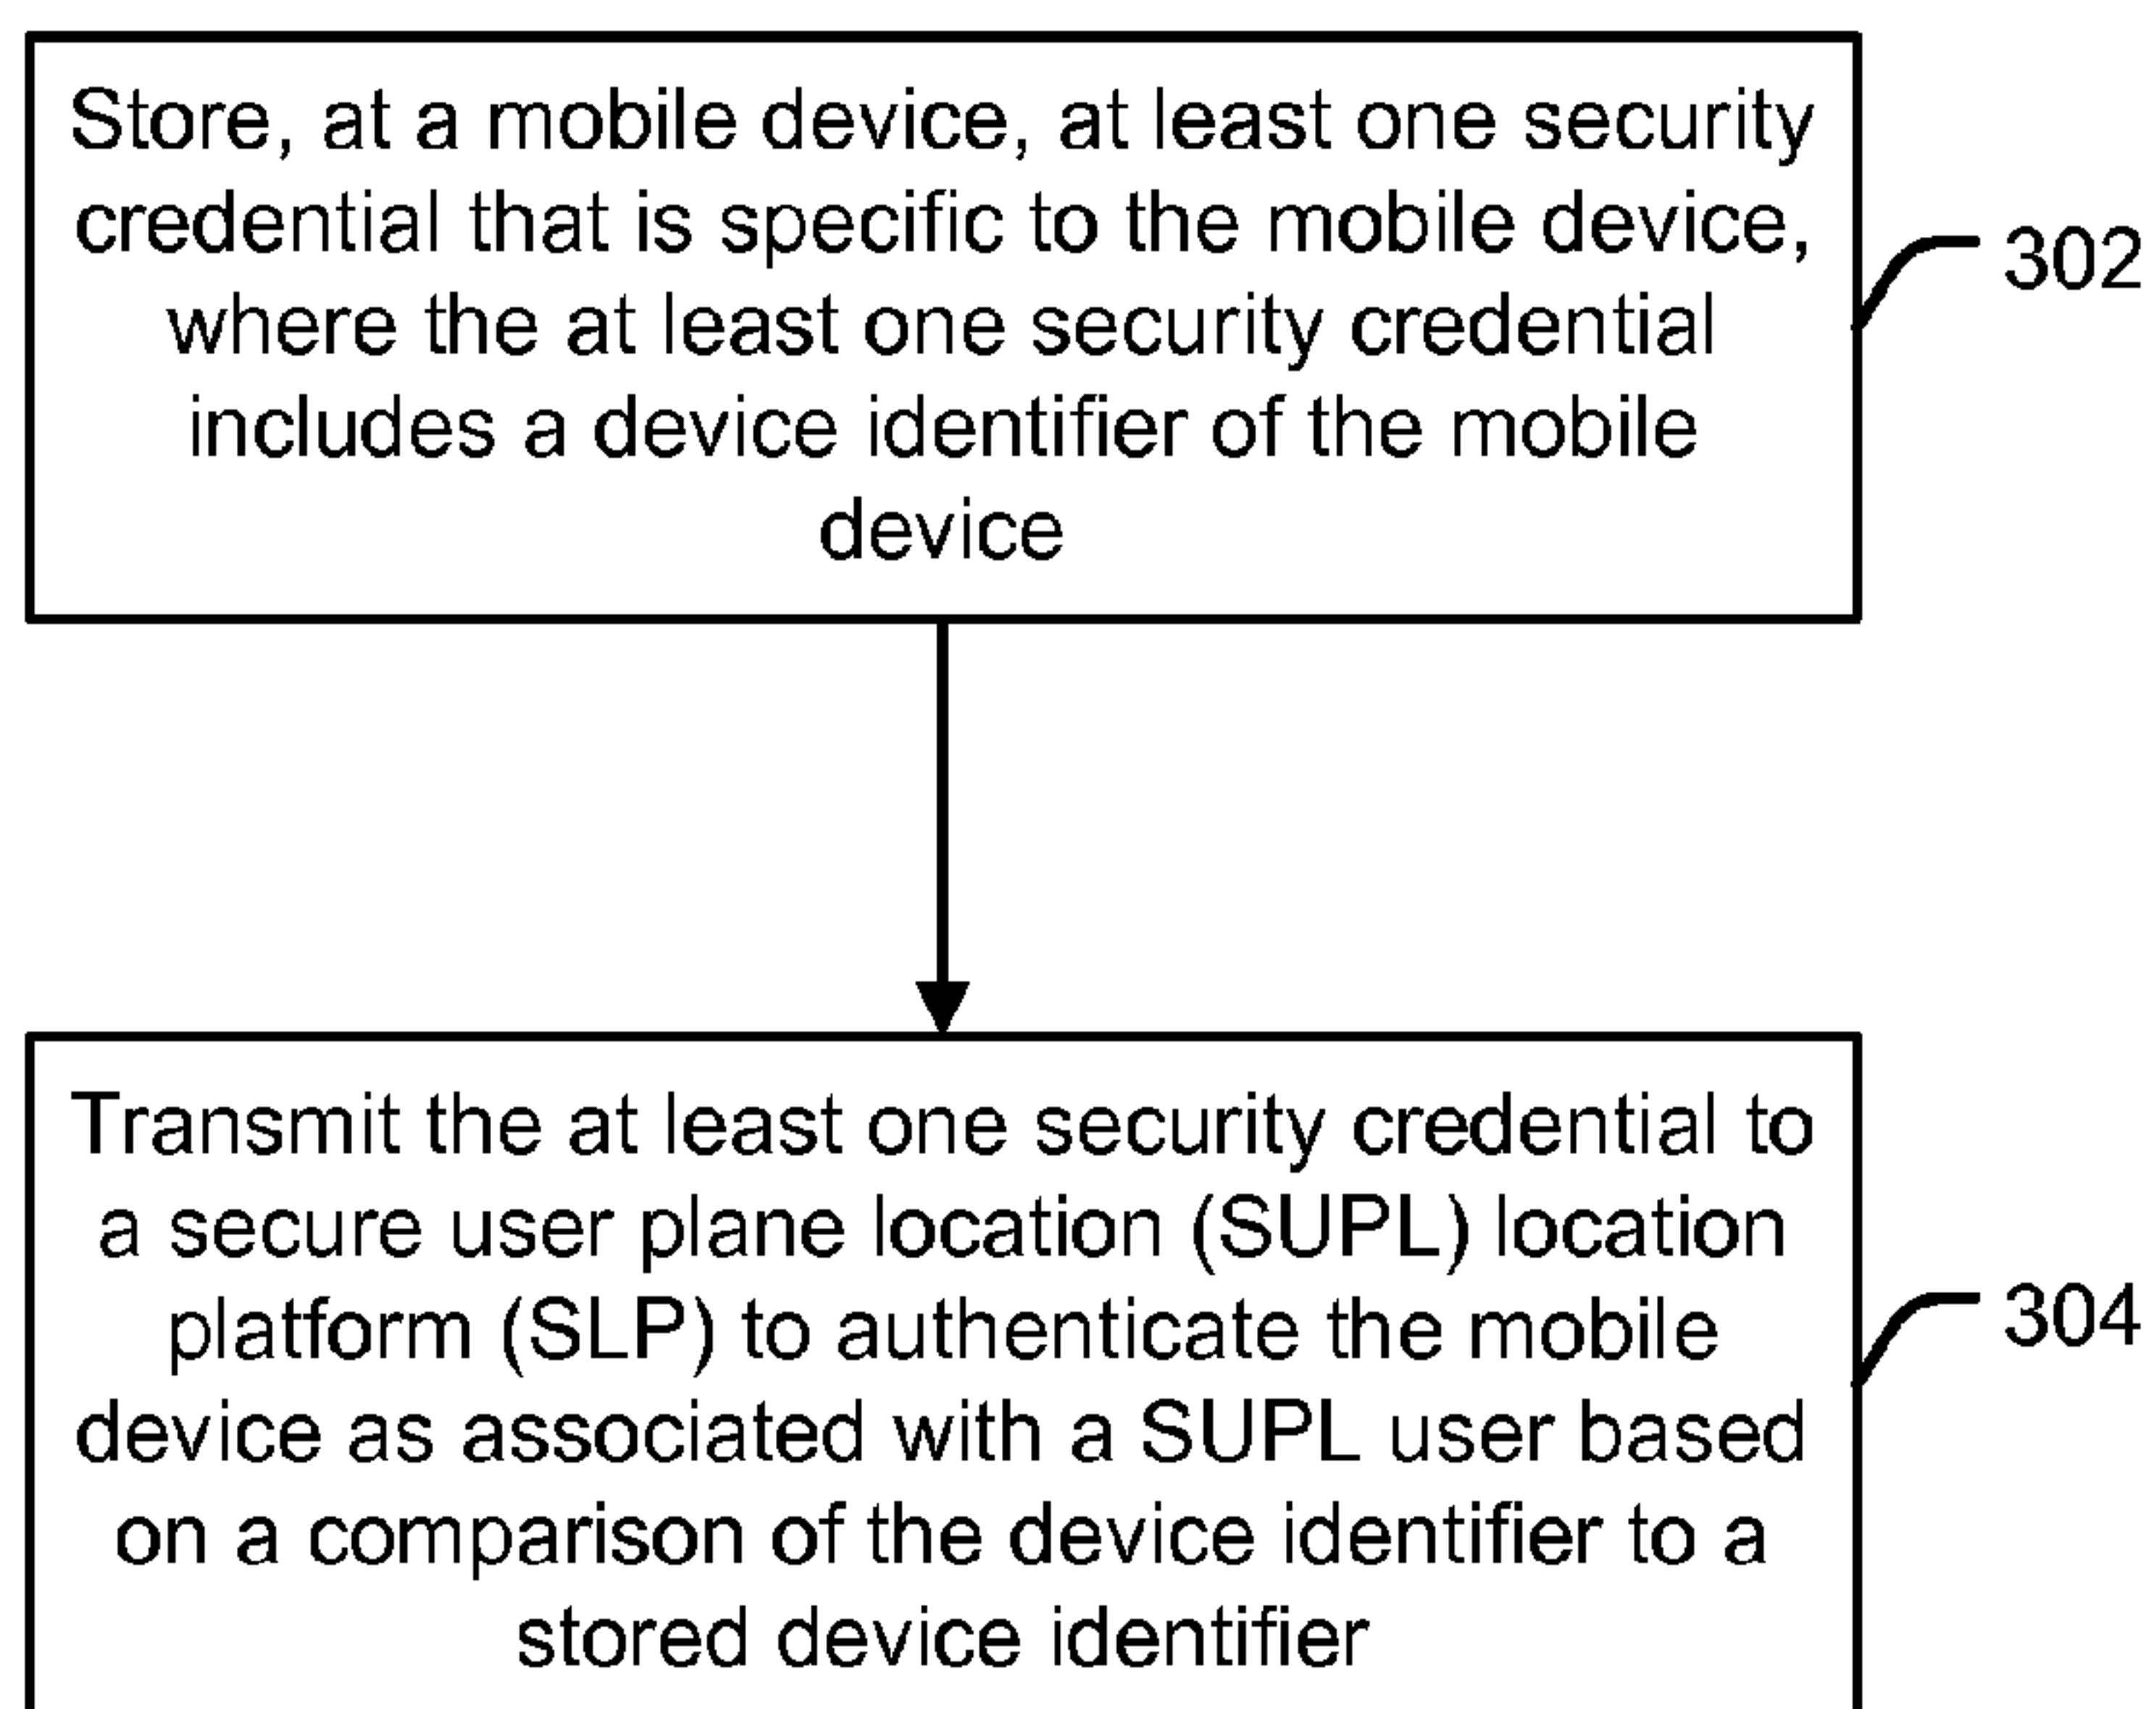 Store, at a mobile device, at least one security
credential that is specific to the mobile device,
where the at least one security credential
includes a device identifier of the mobile
device
302
Transmit the at least one security credential to
a secure user plane location (SUPL) location
platform (SLP) to authenticate the mobile
device as associated with a SUPL user based
on a comparison of the device identifier to a
stored device identifier
304